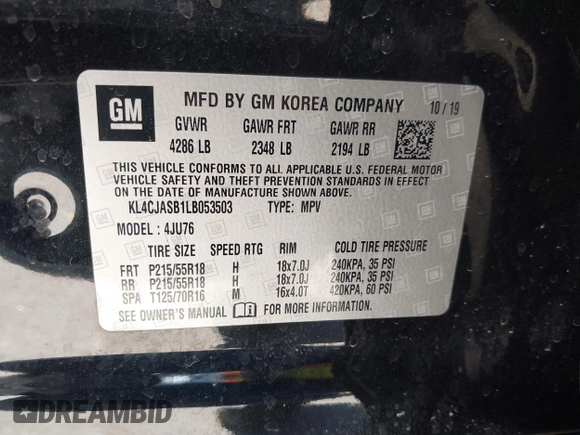 GM
MFD BY GM KOREA COMPANY 10/19
GVWR GAWR FRT GAWR RR
4286 LB 2348 LB 2194 LB
THIS VEHICLE CONFORMS TO ALL APPLICABLE U.S. FEDERAL MOTOR
VEHICLE SAFETY AND THEFT PREVENTION STANDARDS IN EFFECT
ON THE DATE OF MANUFACTURE SHOWN ABOVE.
KL4CJASB1LB053503 TYPE: MPV
MODEL : 4JU76
TIRE SIZE SPEED RTG RIM COLD TIRE PRESSURE
FRT P215/55R18 H 18x7.0J 240KPA, 35 PSI
RR P215/55R18 H 18x7.0J 240KPA, 35 PSI
SPA T125/70R16 M 16x4.0T 420KPA, 60 PSI
SEE OWNER'S MANUAL FOR MORE INFORMATION.
DREAMBID